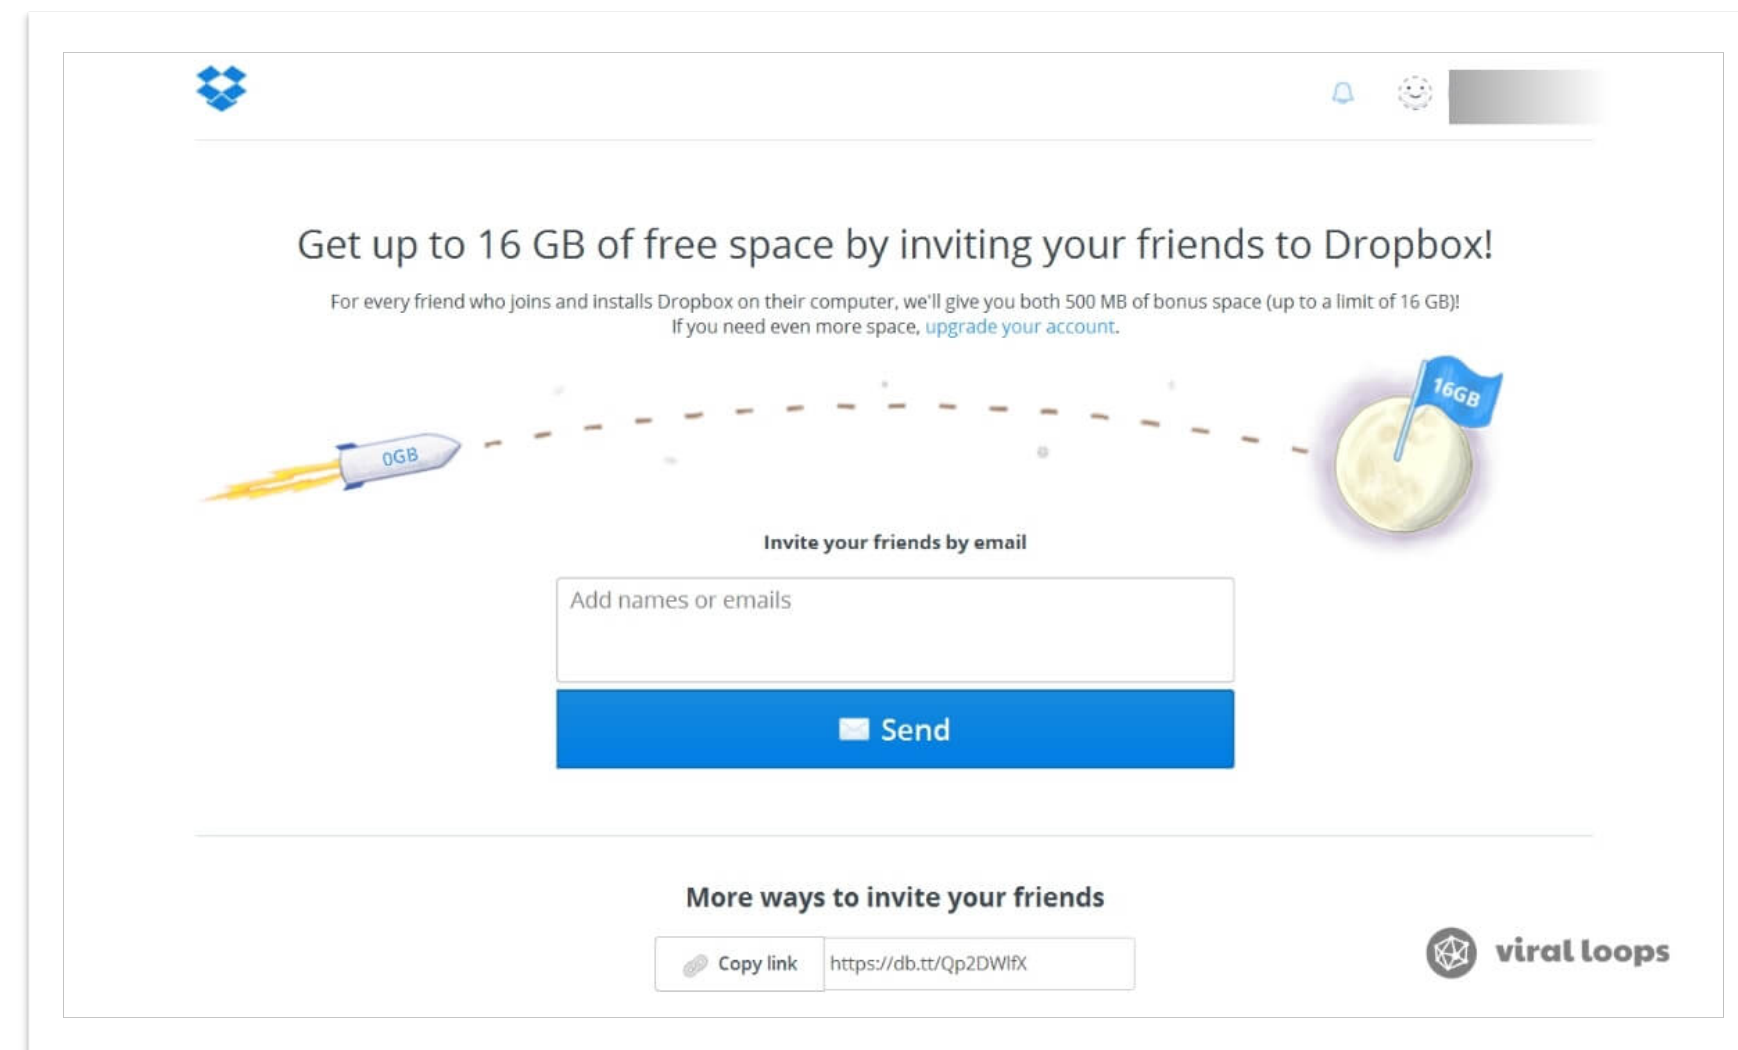 Get up to 16 GB of free space by inviting your friends to Dropbox!
For every friend who joins and installs Dropbox on their computer, we'll give you both 500 MB of bonus space (up to a limit of 16 GB)!
If you need even more space, upgrade your account.
16GB
0GB
Invite your friends by email
Add names or emails
Send
More ways to invite your friends
Copy link https://db.tt/Qp2DWlfX
viral loops